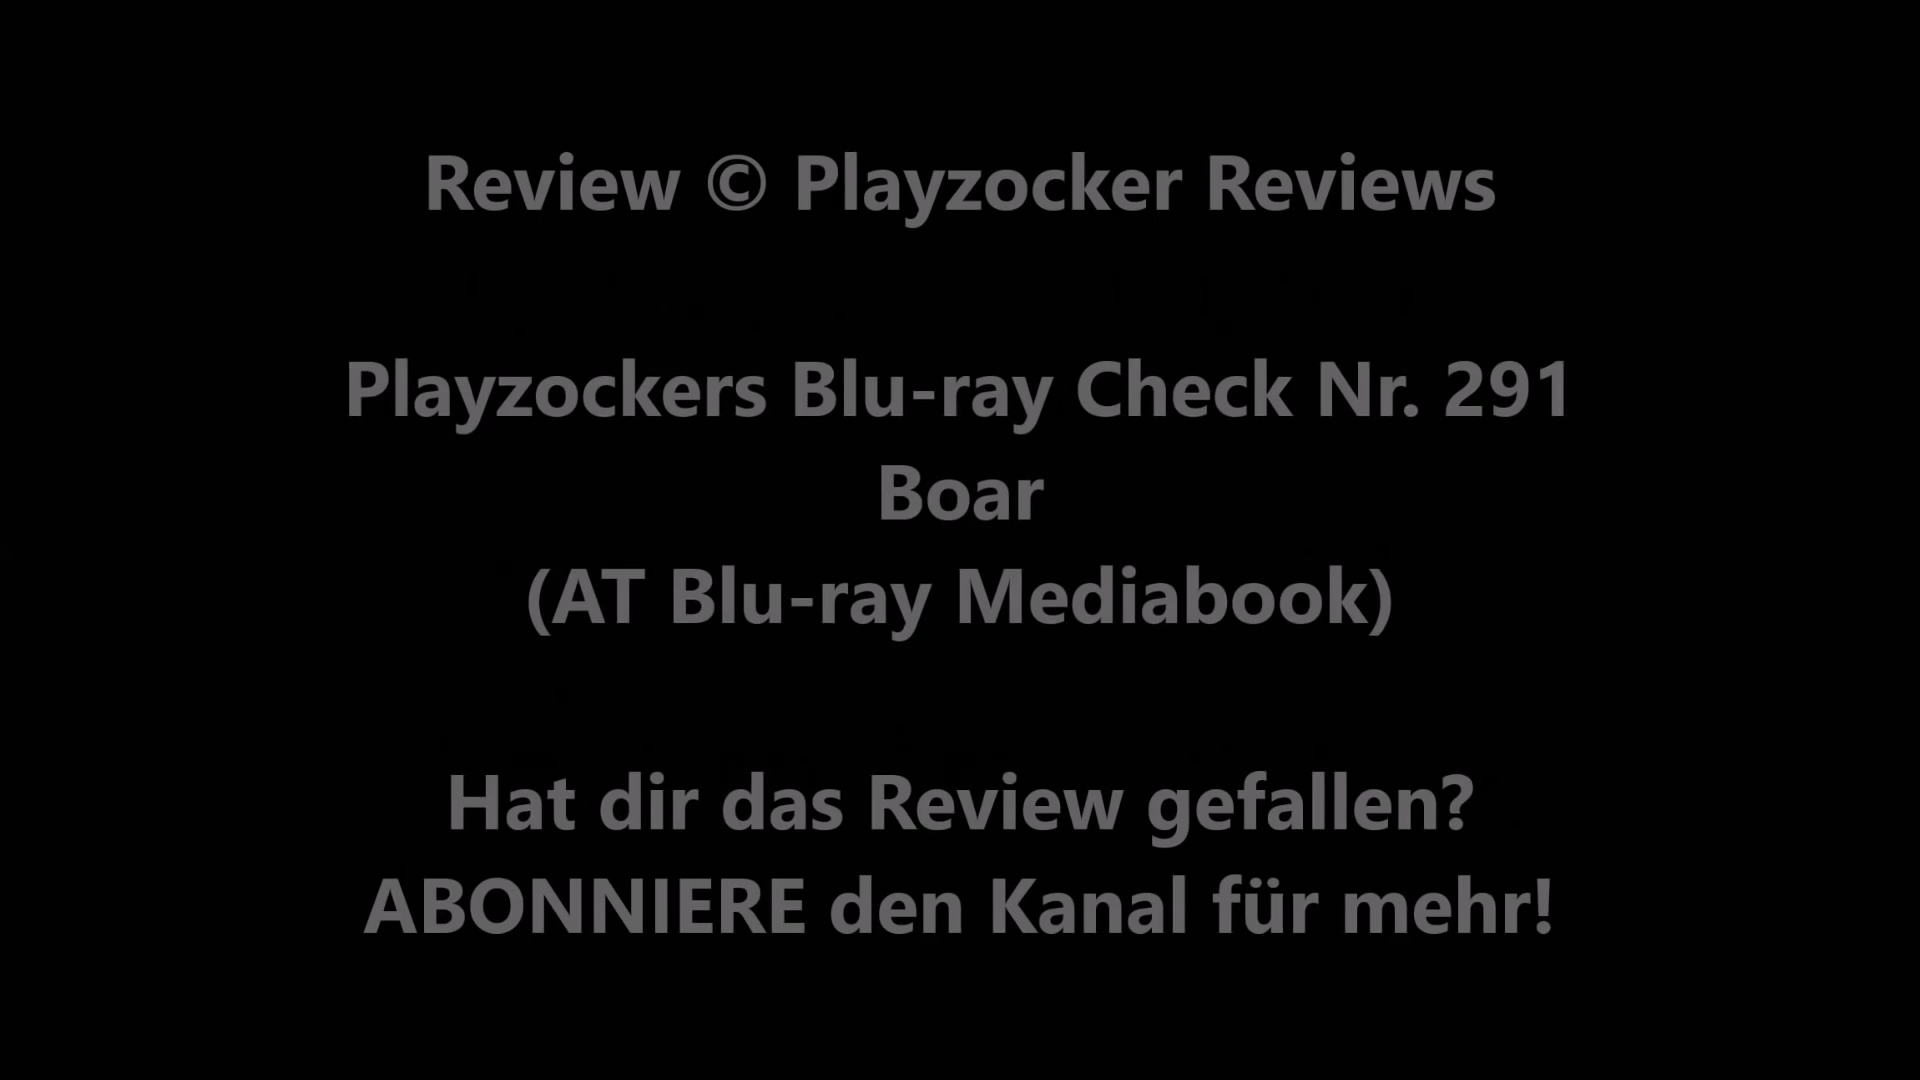 Review © Playzocker Reviews
Playzockers Blu-ray Check Nr. 291
Boar
(AT Blu-ray Mediabook)
Hat dir das Review gefallen?
ABONNIERE den Kanal für mehr!